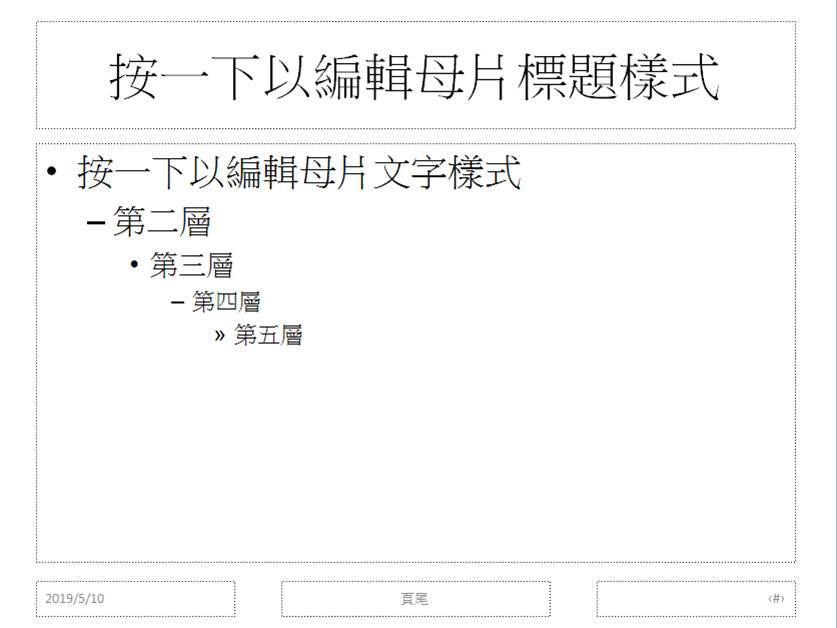 按一下以編輯母片標題樣式
• 按一下以編輯母片文字樣式
– 第二層
• 第三層
– 第四層
» 第五層
2019/5/10
頁尾
‹#›